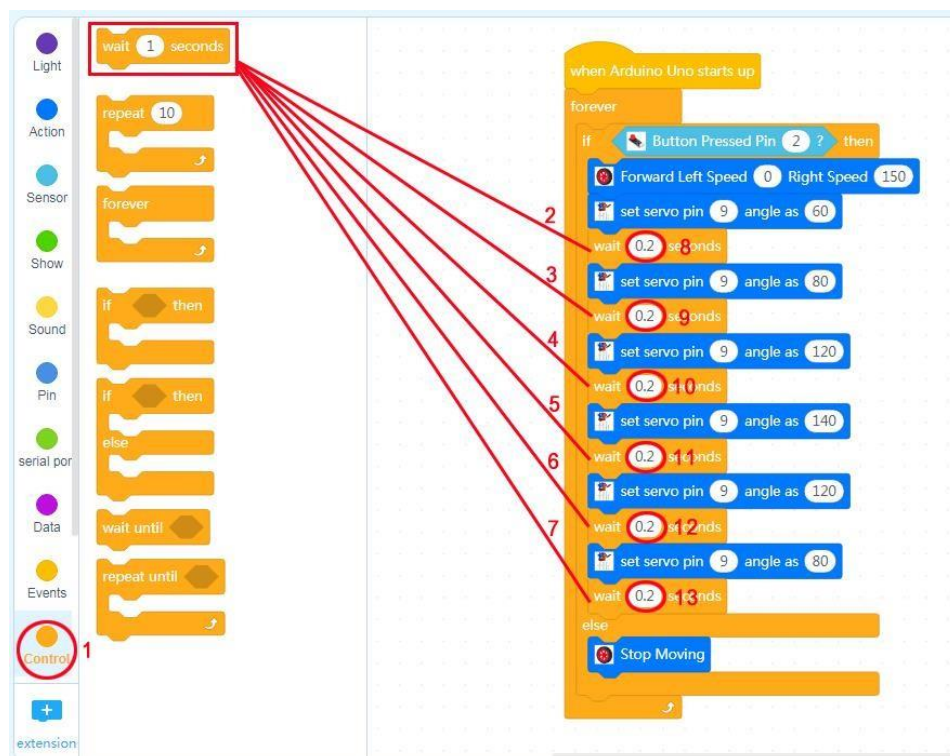 Light
Action
Sensor
Show
Sound
Pin
serial por
Data
Events
Control
1
extension
wait 1 seconds
repeat 10
forever
if then
if then
else
wait until
repeat until
2
3
4
5
6
7
when Arduino Uno starts up
forever
if Button Pressed Pin 2 ? then
Forward Left Speed 0 Right Speed 150
set servo pin 9 angle as 60
wait 0.2 seconds 8
set servo pin 9 angle as 80
wait 0.2 seconds 9
set servo pin 9 angle as 120
wait 0.2 seconds 10
set servo pin 9 angle as 140
wait 0.2 seconds 11
set servo pin 9 angle as 120
wait 0.2 seconds 12
set servo pin 9 angle as 80
wait 0.2 seconds 13
else
Stop Moving